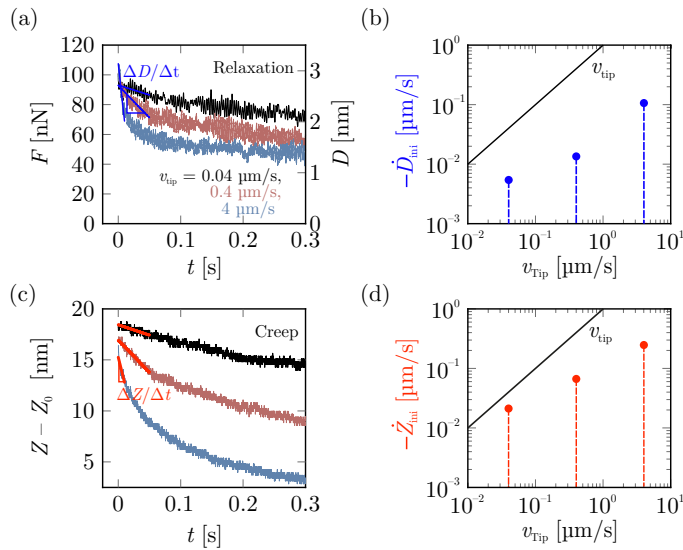 (a)
120
100
80
60
40
20
0
F [nN]
ΔD/Δt
Relaxation
v_tip = 0.04 µm/s,
0.4 µm/s,
4 µm/s
3
2
1
0
D [nm]
0
0.1
0.2
0.3
t [s]
(b)
10^0
10^−1
10^−2
10^−3
−Ḋ_ini [µm/s]
v_tip
10^−2
10^−1
10^0
10^1
v_Tip [µm/s]
(c)
20
15
10
5
Z − Z_0 [nm]
Creep
ΔZ/Δt
0
0.1
0.2
0.3
t [s]
(d)
10^0
10^−1
10^−2
10^−3
−Ż_ini [µm/s]
v_tip
10^−2
10^−1
10^0
10^1
v_Tip [µm/s]